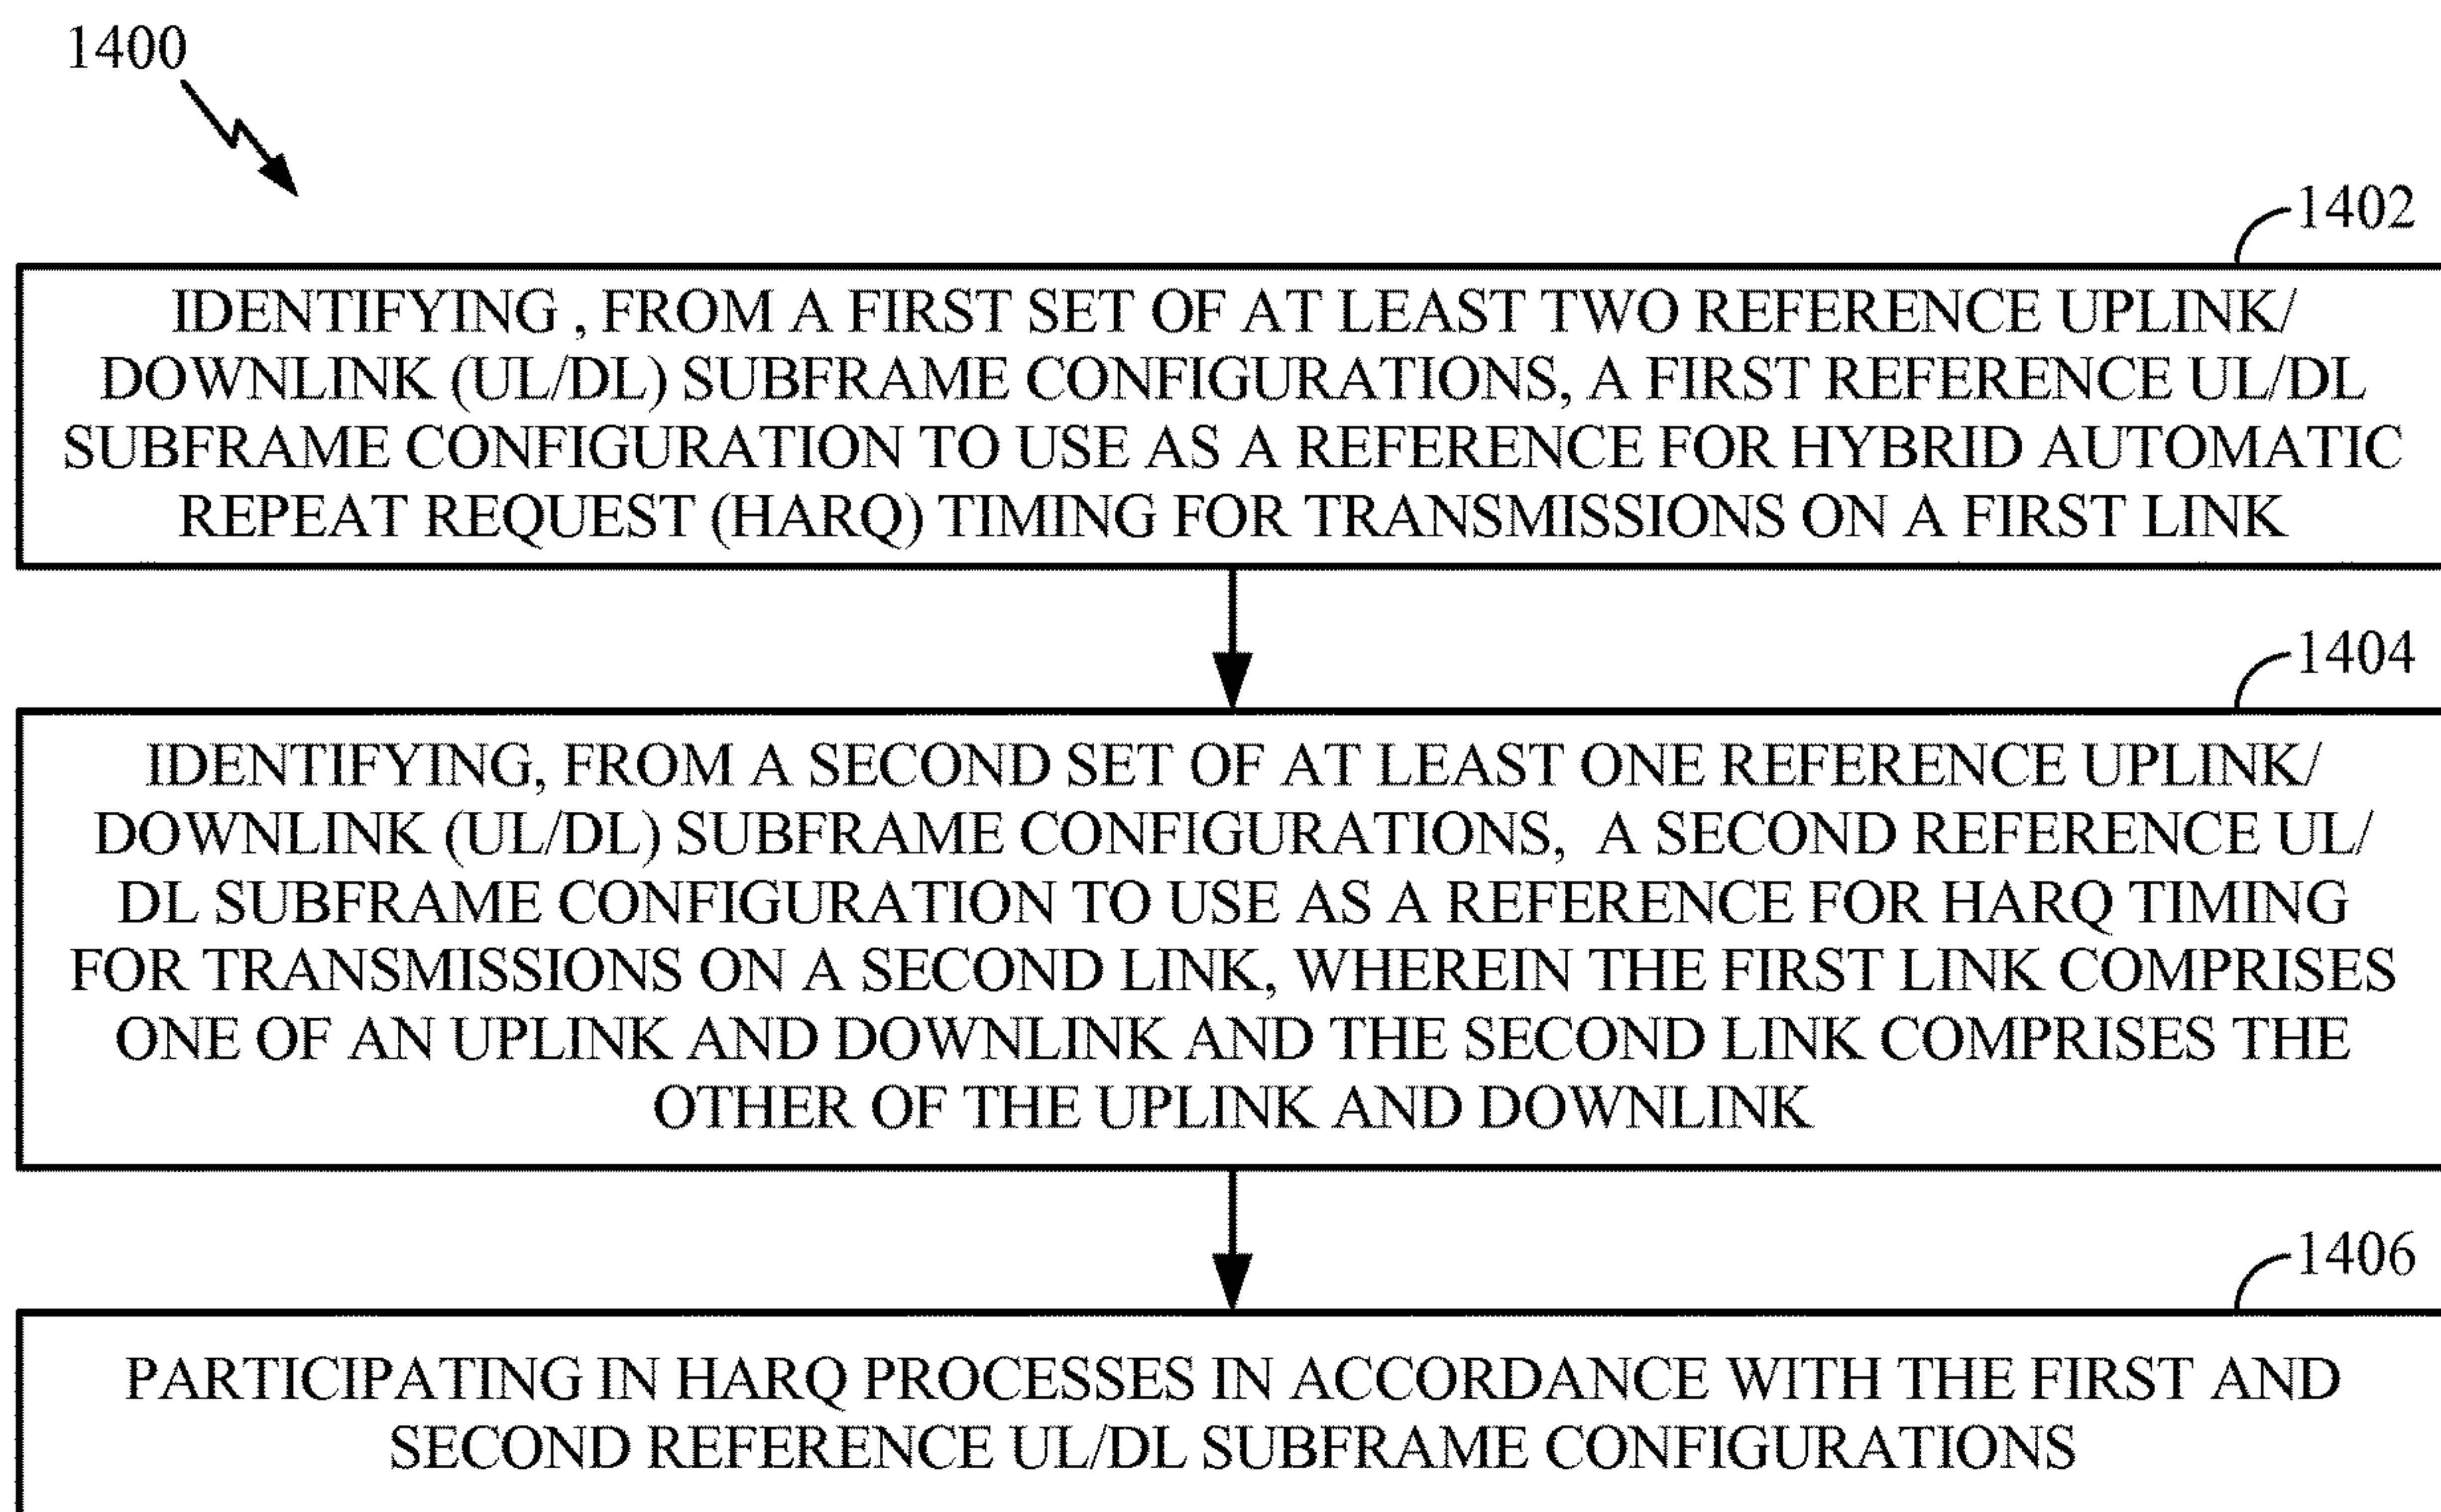 1400
1402
IDENTIFYING , FROM A FIRST SET OF AT LEAST TWO REFERENCE UPLINK/
DOWNLINK (UL/DL) SUBFRAME CONFIGURATIONS, A FIRST REFERENCE UL/DL
SUBFRAME CONFIGURATION TO USE AS A REFERENCE FOR HYBRID AUTOMATIC
REPEAT REQUEST (HARQ) TIMING FOR TRANSMISSIONS ON A FIRST LINK
1404
IDENTIFYING, FROM A SECOND SET OF AT LEAST ONE REFERENCE UPLINK/
DOWNLINK (UL/DL) SUBFRAME CONFIGURATIONS, A SECOND REFERENCE UL/
DL SUBFRAME CONFIGURATION TO USE AS A REFERENCE FOR HARQ TIMING
FOR TRANSMISSIONS ON A SECOND LINK, WHEREIN THE FIRST LINK COMPRISES
ONE OF AN UPLINK AND DOWNLINK AND THE SECOND LINK COMPRISES THE
OTHER OF THE UPLINK AND DOWNLINK
1406
PARTICIPATING IN HARQ PROCESSES IN ACCORDANCE WITH THE FIRST AND
SECOND REFERENCE UL/DL SUBFRAME CONFIGURATIONS